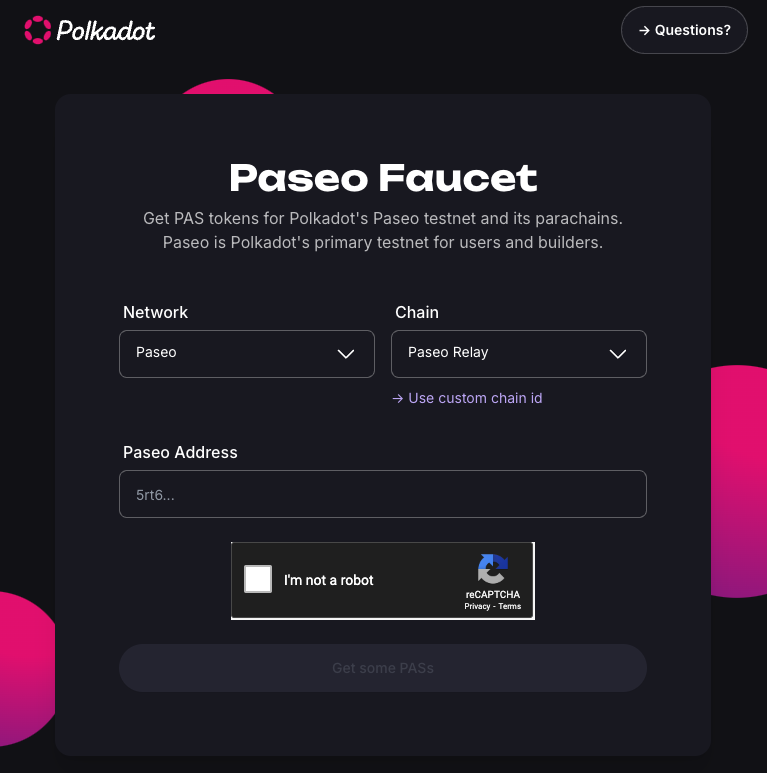 Polkadot
→ Questions?
Paseo Faucet
Get PAS tokens for Polkadot's Paseo testnet and its parachains.
Paseo is Polkadot's primary testnet for users and builders.
Network
Chain
Paseo
Paseo Relay
→ Use custom chain id
Paseo Address
5rt6...
I'm not a robot
reCAPTCHA
Privacy - Terms
Get some PASs